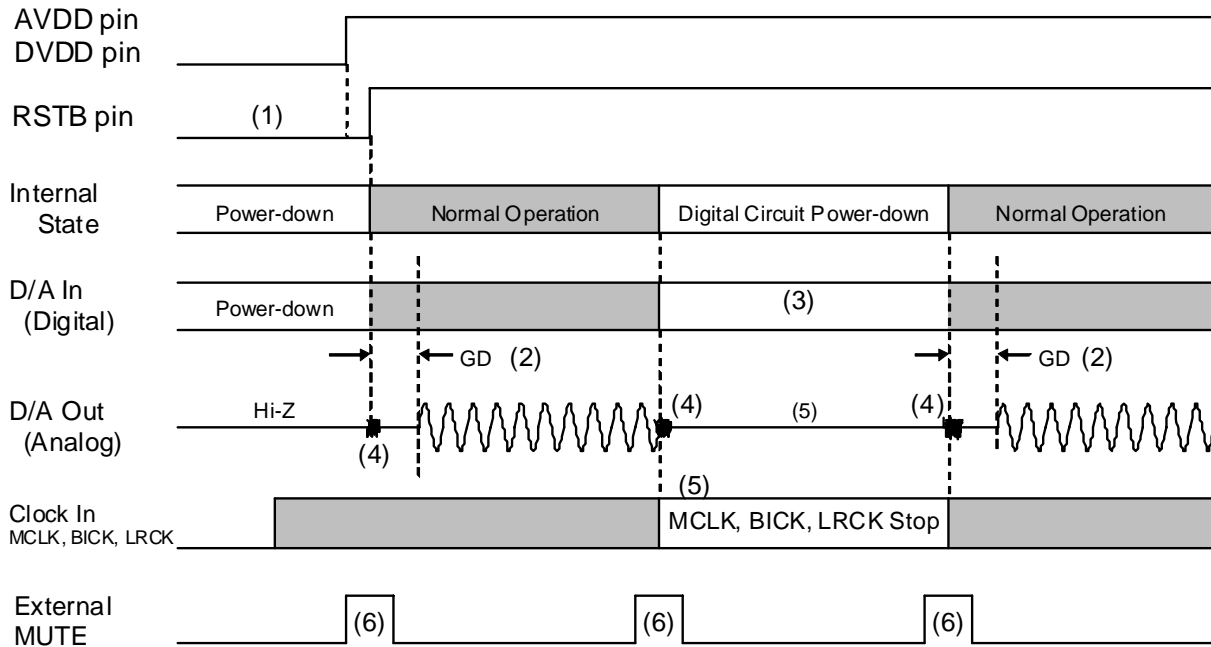 AVDD pin
DVDD pin
RSTB pin
(1)
Internal
State
Power-down
Normal Operation
Digital Circuit Power-down
Normal Operation
D/A In
(Digital)
Power-down
(3)
GD (2)
GD (2)
D/A Out
(Analog)
Hi-Z
(4)
(4)
(5)
(4)
(5)
Clock In
MCLK, BICK, LRCK
MCLK, BICK, LRCK Stop
External
MUTE
(6)
(6)
(6)